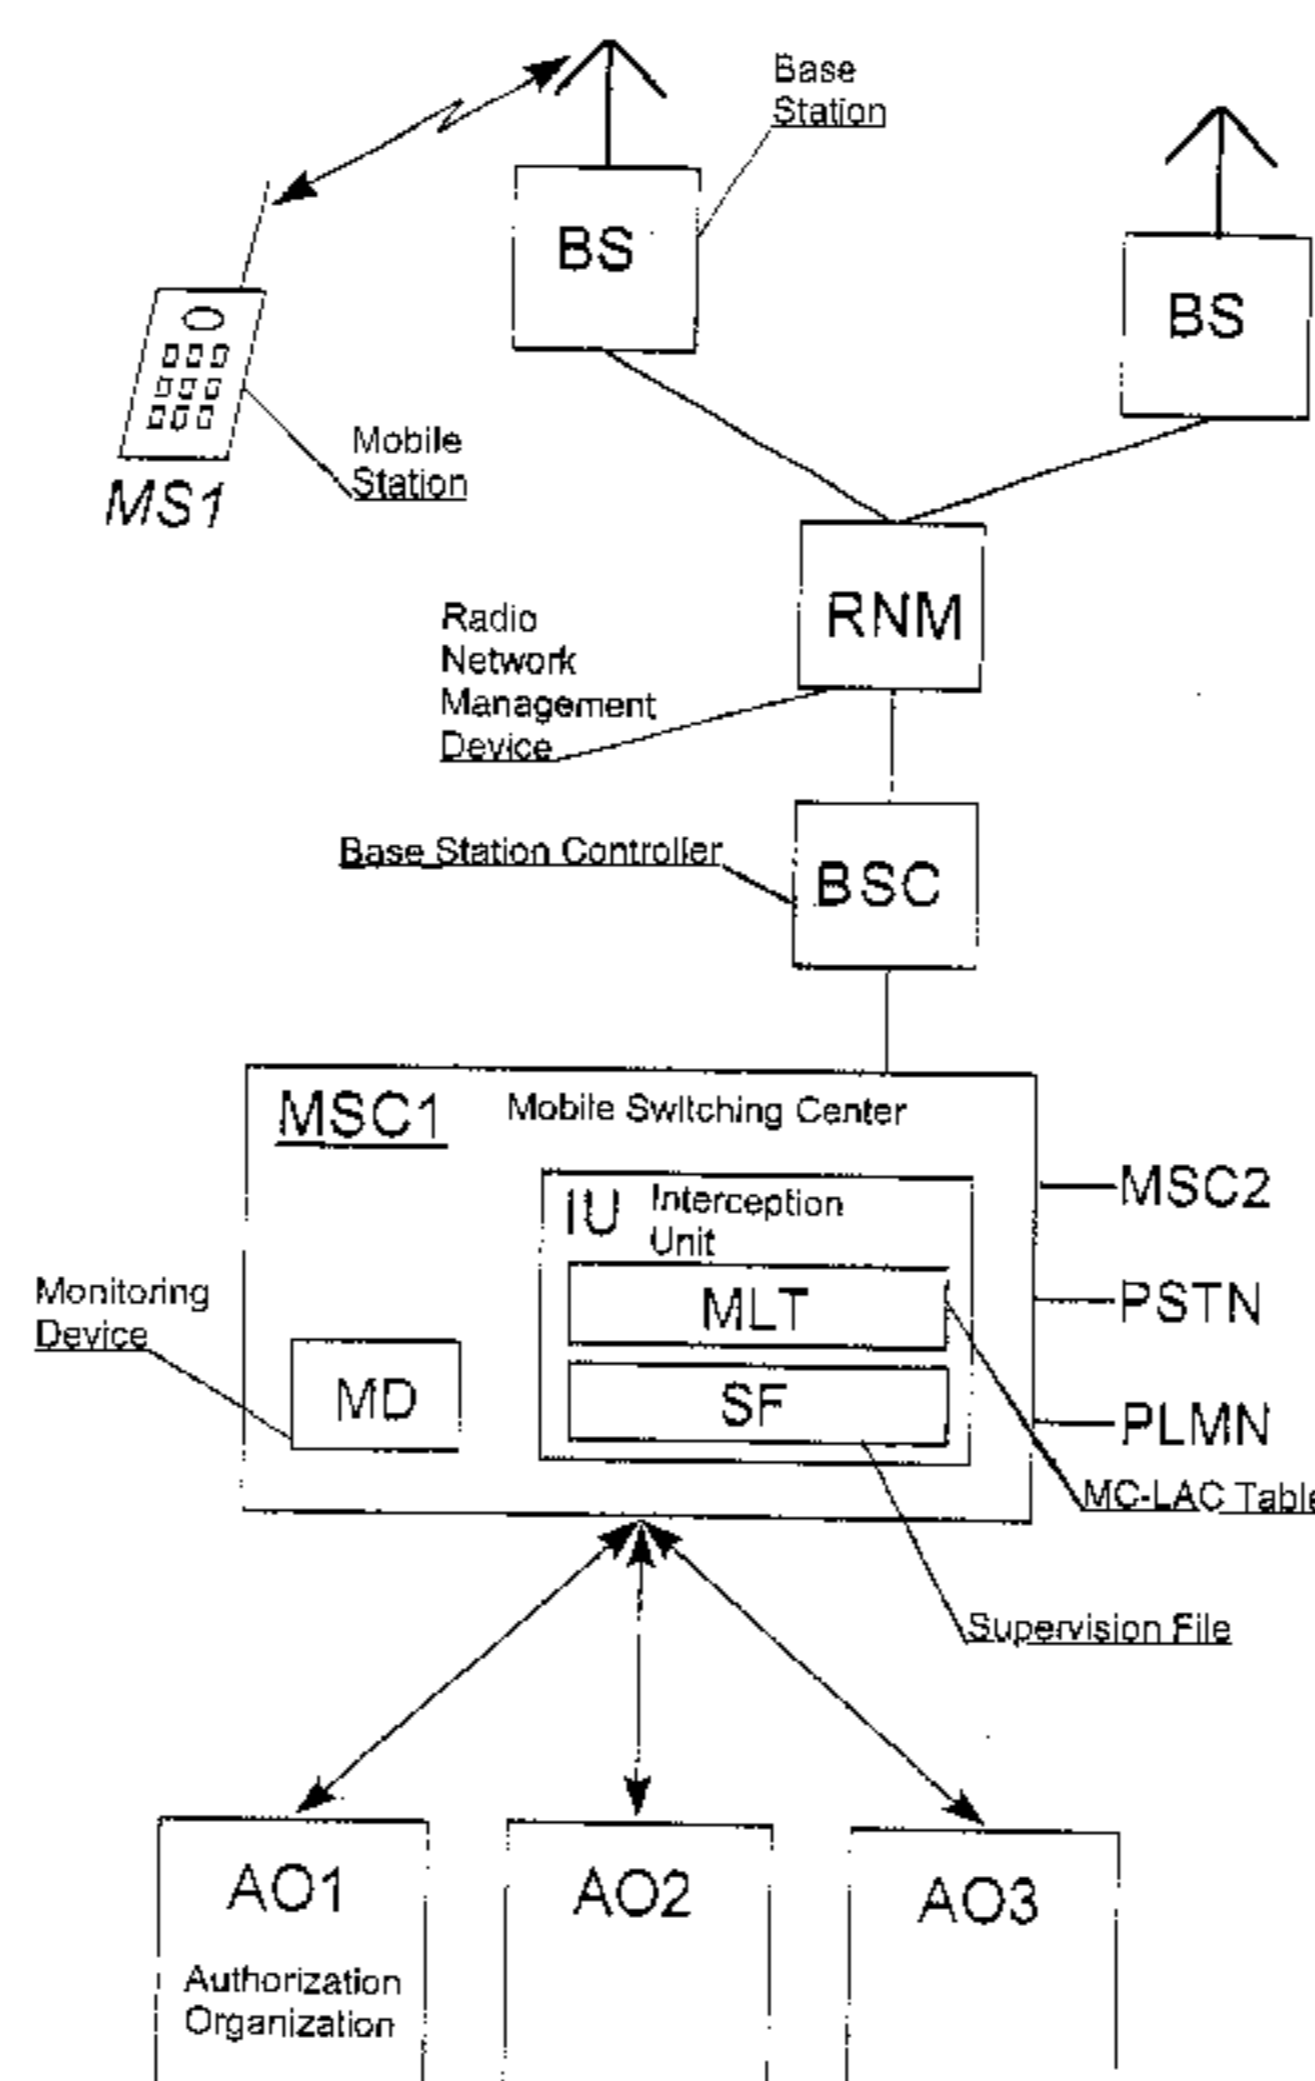 Base
Station
BS
BS
Mobile
Station
MS1
RNM
Radio
Network
Management
Device
Base Station Controller
BSC
MSC1 Mobile Switching Center
IU Interception
Unit
MSC2
Monitoring
Device
MLT
PSTN
MD
SF
PLMN
MC-LAC Table
Supervision File
AO1
AO2
AO3
Authorization
Organization